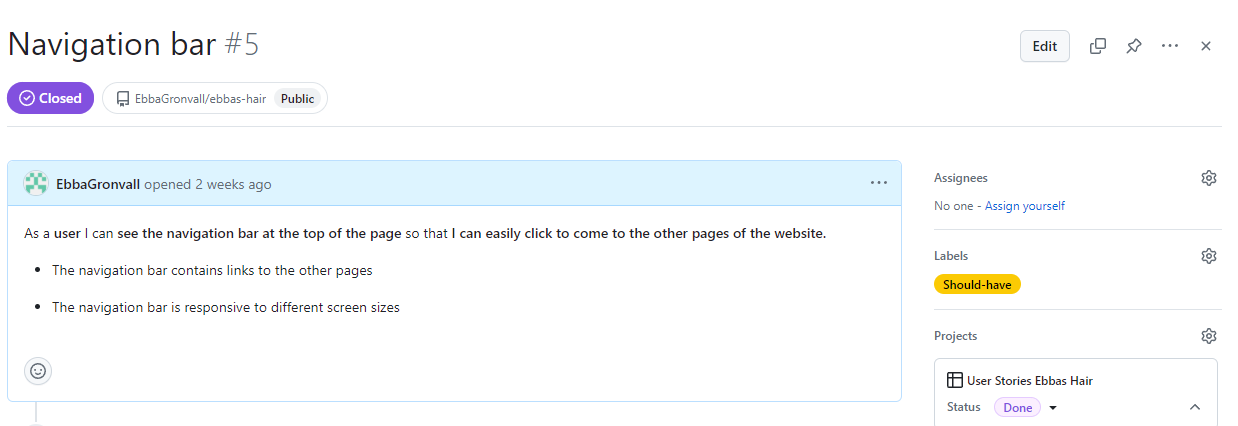 Navigation bar #5
Edit
Closed
EbbaGronvall/ebbas-hair
Public
EbbaGronvall opened 2 weeks ago
As a user I can see the navigation bar at the top of the page so that I can easily click to come to the other pages of the website.
The navigation bar contains links to the other pages
The navigation bar is responsive to different screen sizes
Assignees
No one - Assign yourself
Labels
Should-have
Projects
User Stories Ebbas Hair
Status Done